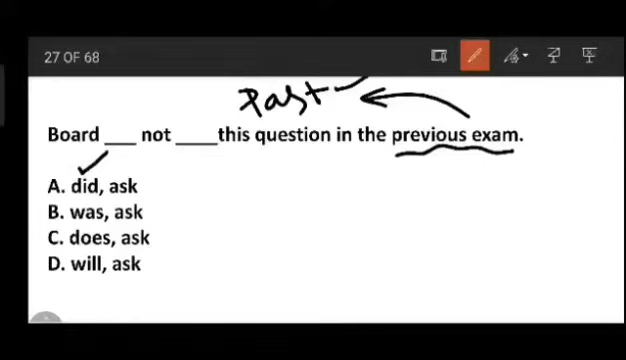 27 OF 68
Past
Board ___ not ____this question in the previous exam.
A. did, ask
B. was, ask
C. does, ask
D. will, ask